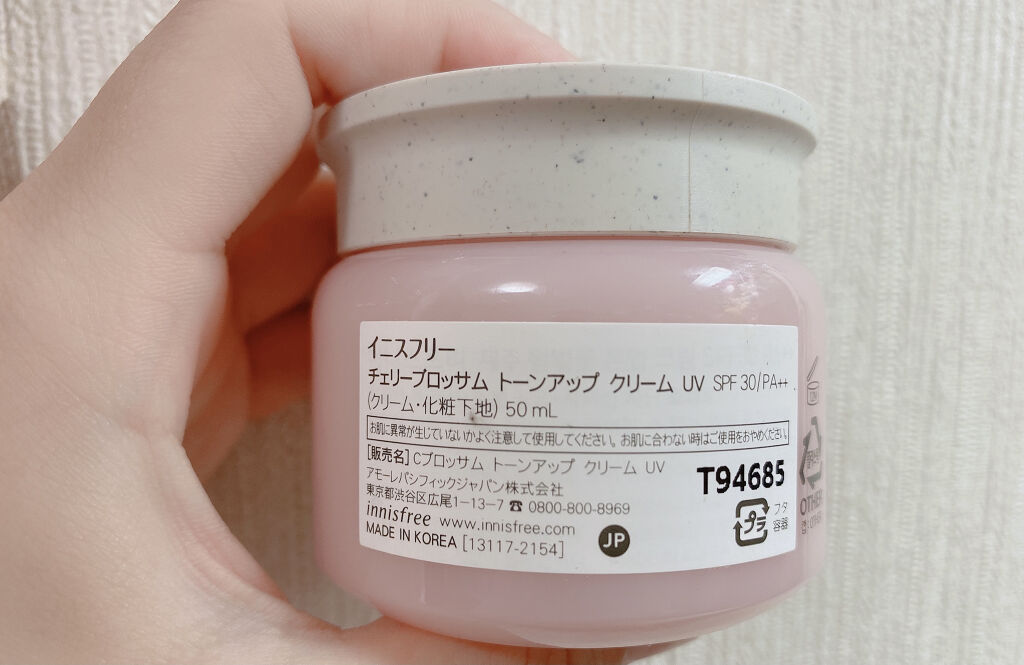 イニスフリー
チェリーブロッサム トーンアップ クリーム UV SPF 30/PA++
(クリーム・化粧下地) 50 mL
お肌に異常が生じていないかよく注意して使用してください。お肌に合わない時はご使用をおやめください。
[販売名] Cブロッサム トーンアップ クリーム UV
アモーレパシフィックジャパン株式会社
東京都渋谷区広尾1-13-7 ☎ 0800-800-8969
innisfree www.innisfree.com
MADE IN KOREA [13117-2154]
JP
T94685
プラ
フタ
容器
OTHER